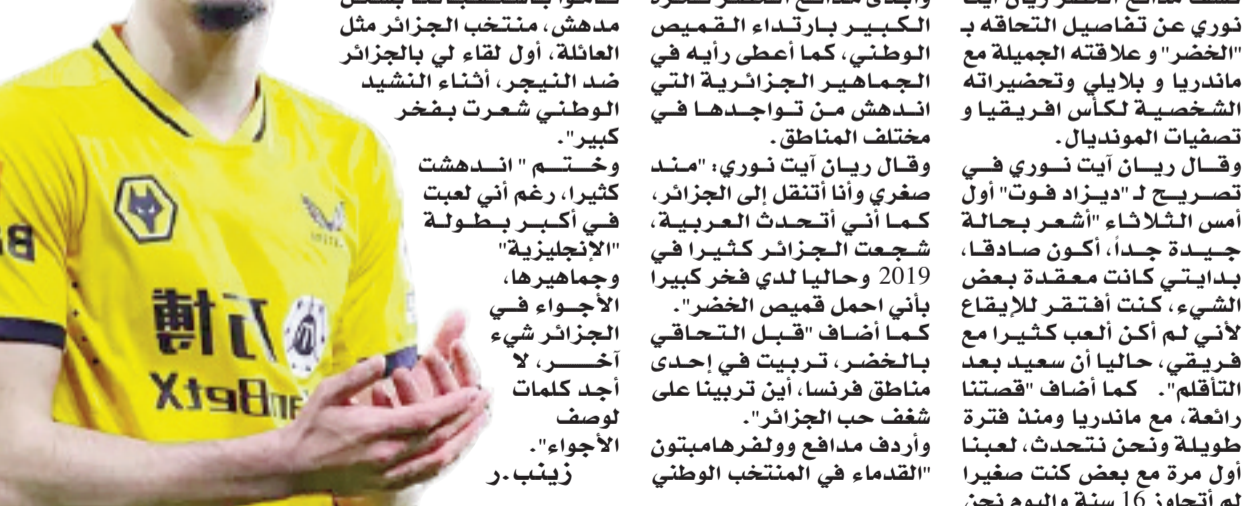 نوري عن تفاصيل التحاقه بـ
"الخضر" و علاقته الجميلة مع
ماندريا و بلايلي وتحضيراته
الشخصية لكأس افريقيا و
تصفيات المونديال.
وقال ريان آيت نوري في
تصريح لـ "ديزاد فوت" أول
أمس الثلاثاء "أشعر بحالة
جيدة جداً، أكون صادقا،
بدايتي كانت معقدة بعض
الشيء، كنت أفتقر للإيقاع
لأني لم أكن ألعب كثيرا مع
فريقي، حاليا أن سعيد بعد
التأقلم". كما أضاف "قصتنا
رائعة، مع ماندريا ومنذ فترة
طويلة ونحن نتحدث، لعبنا
أول مرة مع بعض كنت صغيرا
لم أتجاوز 16 سنة واليوم نحن
الكبير بارتداء القميص
الوطني، كما أعطى رأيه في
الجماهير الجزائرية التي
اندهش من تواجدها في
مختلف المناطق.
وقال ريان آيت نوري: "منذ
صغري وأنا أتنقل إلى الجزائر،
كما أني أتحدث العربية،
شجعت الجزائر كثيرا في
2019 وحاليا لدي فخر كبيرا
بأني احمل قميص الخضر".
كما أضاف "قبل التحاقي
بالخضر، تربيت في إحدى
مناطق فرنسا، أين تربينا على
شغف حب الجزائر".
وأردف مدافع وولفرهامبتون
"القدماء في المنتخب الوطني
مدهش، منتخب الجزائر مثل
العائلة، أول لقاء لي بالجزائر
ضد النيجر، أثناء النشيد
الوطني شعرت بفخر
كبير".
وختم " اندهشت
كثيرا، رغم أني لعبت
في أكبر بطولة
"الإنجليزية"
وجماهيرها،
الأجواء في
الجزائر شيء
آخر، لا
أجد كلمات
لوصف
الأجواء".
زينب.ر